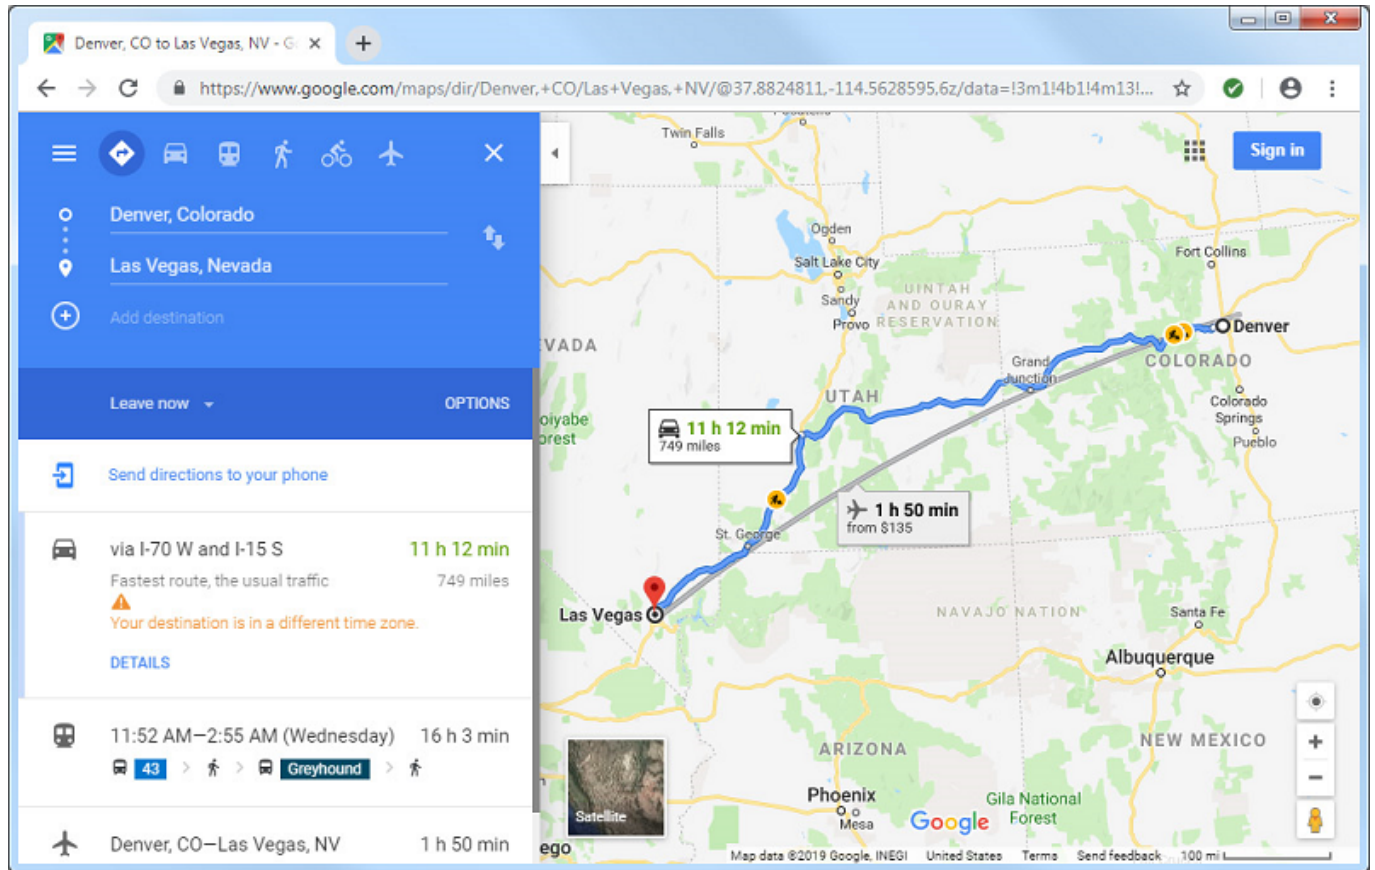 Denver, CO to Las Vegas, NV - G
https://www.google.com/maps/dir/Denver,+CO/Las+Vegas,+NV/@37.8824811,-114.5628595,6z/data=!3m1!4b1!4m13!...
Denver, Colorado
Las Vegas, Nevada
Add destination
Leave now
OPTIONS
Send directions to your phone
via I-70 W and I-15 S
11 h 12 min
Fastest route, the usual traffic
749 miles
Your destination is in a different time zone.
DETAILS
11:52 AM—2:55 AM (Wednesday)
16 h 3 min
43
Greyhound
Denver, CO—Las Vegas, NV
1 h 50 min
Sign in
Twin Falls
Ogden
Salt Lake City
Fort Collins
Sandy
Provo
UINTAH
AND OURAY
RESERVATION
Denver
VADA
COLORADO
Grand
Junction
UTAH
Colorado
Springs
Pueblo
oiyabe
orest
11 h 12 min
749 miles
1 h 50 min
from $135
St. George
Las Vegas
NAVAJO NATION
Santa Fe
Albuquerque
ARIZONA
NEW MEXICO
Phoenix
Mesa
Gila National
Forest
Satellite
Google
ego
Map data ©2019 Google, INEGI
United States
Terms
Send feedback
100 mi